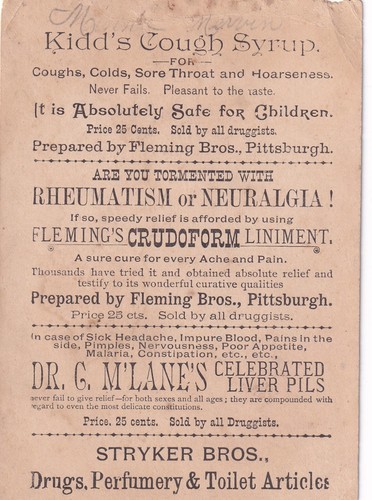 Kidd's Cough Syrup.
—FOR—
Coughs, Colds, Sore Throat and Hoarseness.
Never Fails. Pleasant to the taste.
It is Absolutely Safe for Children.
Price 25 Cents. Sold by all druggists.
Prepared by Fleming Bros., Pittsburgh.
ARE YOU TORMENTED WITH
RHEUMATISM or NEURALGIA!
If so, speedy relief is afforded by using
FLEMING'S CRUDOFORM LINIMENT.
A sure cure for every Ache and Pain.
Thousands have tried it and obtained absolute relief and
testify to its wonderful curative qualities
Prepared by Fleming Bros., Pittsburgh.
Price 25 cts. Sold by all druggists.
In case of Sick Headache, Impure Blood, Pains in the
side, Pimples, Nervousness, Poor Appetite,
Malaria, Constipation, etc., etc.,
DR. C. M'LANE'S CELEBRATED LIVER PILS
never fail to give relief—for both sexes and all ages; they are compounded with
regard to even the most delicate constitutions.
Price. 25 cents. Sold by all Druggists.
STRYKER BROS.,
Drugs, Perfumery & Toilet Articles